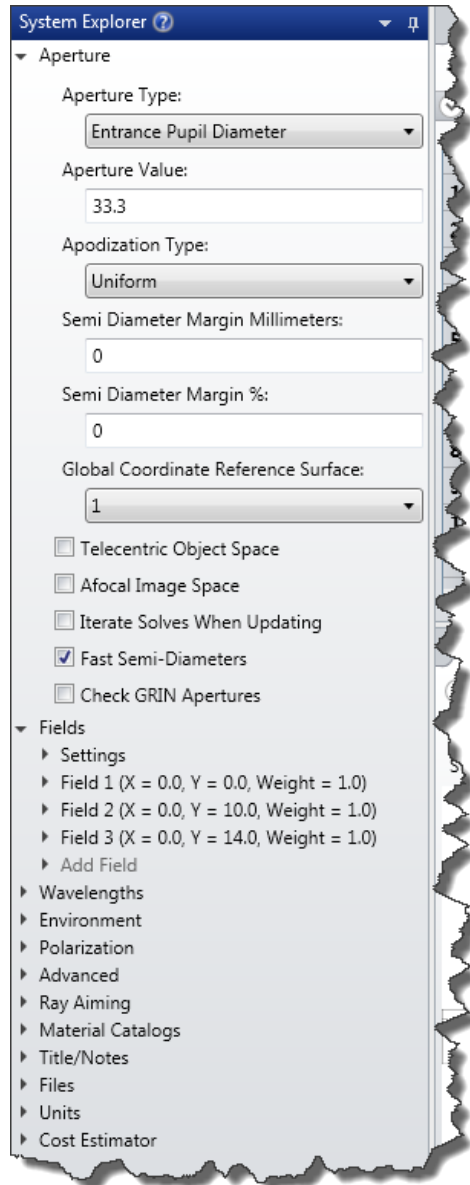 System Explorer ?
Aperture
Aperture Type:
Entrance Pupil Diameter
Aperture Value:
33.3
Apodization Type:
Uniform
Semi Diameter Margin Millimeters:
0
Semi Diameter Margin %:
0
Global Coordinate Reference Surface:
1
Telecentric Object Space
Afocal Image Space
Iterate Solves When Updating
Fast Semi-Diameters
Check GRIN Apertures
Fields
Settings
Field 1 (X = 0.0, Y = 0.0, Weight = 1.0)
Field 2 (X = 0.0, Y = 10.0, Weight = 1.0)
Field 3 (X = 0.0, Y = 14.0, Weight = 1.0)
Add Field
Wavelengths
Environment
Polarization
Advanced
Ray Aiming
Material Catalogs
Title/Notes
Files
Units
Cost Estimator